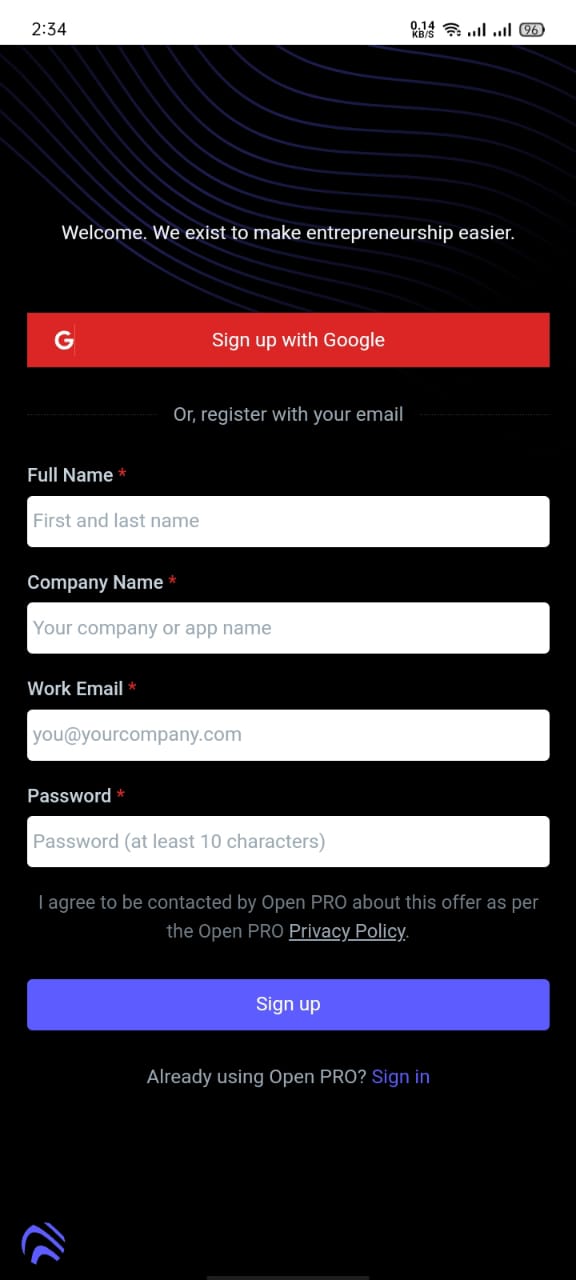 2:34
0.14
KB/S
96
Welcome. We exist to make entrepreneurship easier.
G
Sign up with Google
Or, register with your email
Full Name *
First and last name
Company Name *
Your company or app name
Work Email *
you@yourcompany.com
Password *
Password (at least 10 characters)
I agree to be contacted by Open PRO about this offer as per
the Open PRO Privacy Policy.
Sign up
Already using Open PRO? Sign in